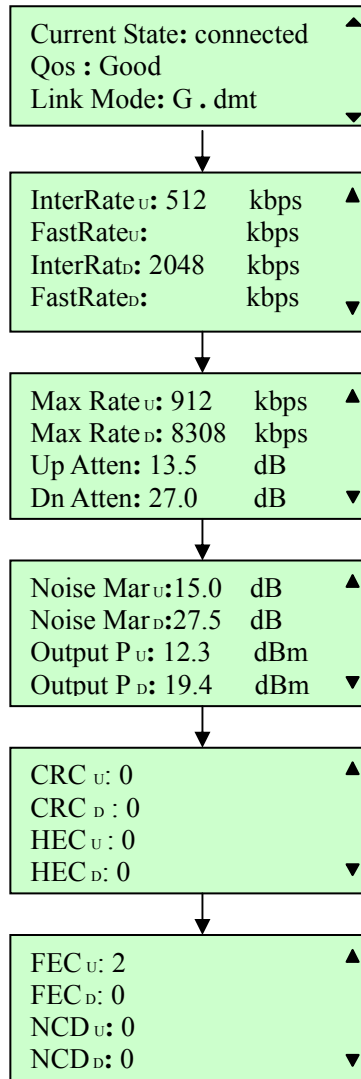 Current State: connected
Qos : Good
Link Mode: G . dmt
InterRate U: 512 kbps
FastRateU: kbps
InterRatD: 2048 kbps
FastRateD: kbps
Max Rate U: 912 kbps
Max Rate D: 8308 kbps
Up Atten: 13.5 dB
Dn Atten: 27.0 dB
Noise Mar U:15.0 dB
Noise Mar D:27.5 dB
Output P U: 12.3 dBm
Output P D: 19.4 dBm
CRC U: 0
CRC D : 0
HEC U : 0
HEC D: 0
FEC U: 2
FEC D: 0
NCD U: 0
NCD D: 0